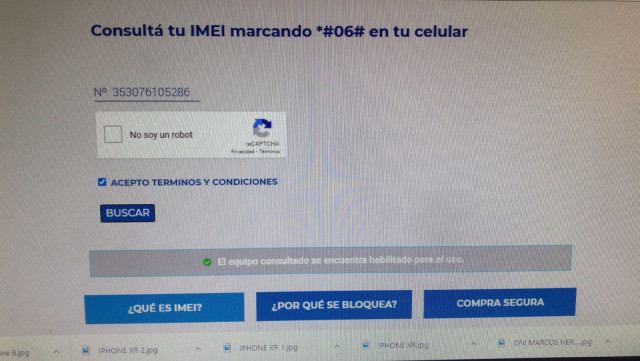 Consultá tu IMEI marcando *#06# en tu celular
Nº 353076105286
No soy un robot
reCAPTCHA
Privacidad - Términos
ACEPTO TERMINOS Y CONDICIONES
BUSCAR
El equipo consultado se encuentra habilitado para el uso.
¿QUÉ ES IMEI?
¿POR QUÉ SE BLOQUEA?
COMPRA SEGURA
ne 8.jpg
IPHONE XR 2.jpg
IPHONE XR 1.jpg
IPHONE XR.jpg
DNI MARCOS HER....jpg